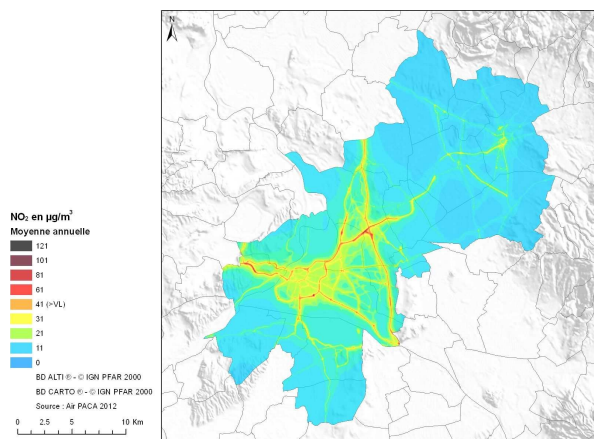 N
NO₂ en µg/m³
Moyenne annuelle
121
101
81
61
41 (>VL)
31
21
11
0
BD ALTI ® - © IGN PFAR 2000
BD CARTO ® - © IGN PFAR 2000
Source : Air PACA 2012
0 2.5 5 10 Km